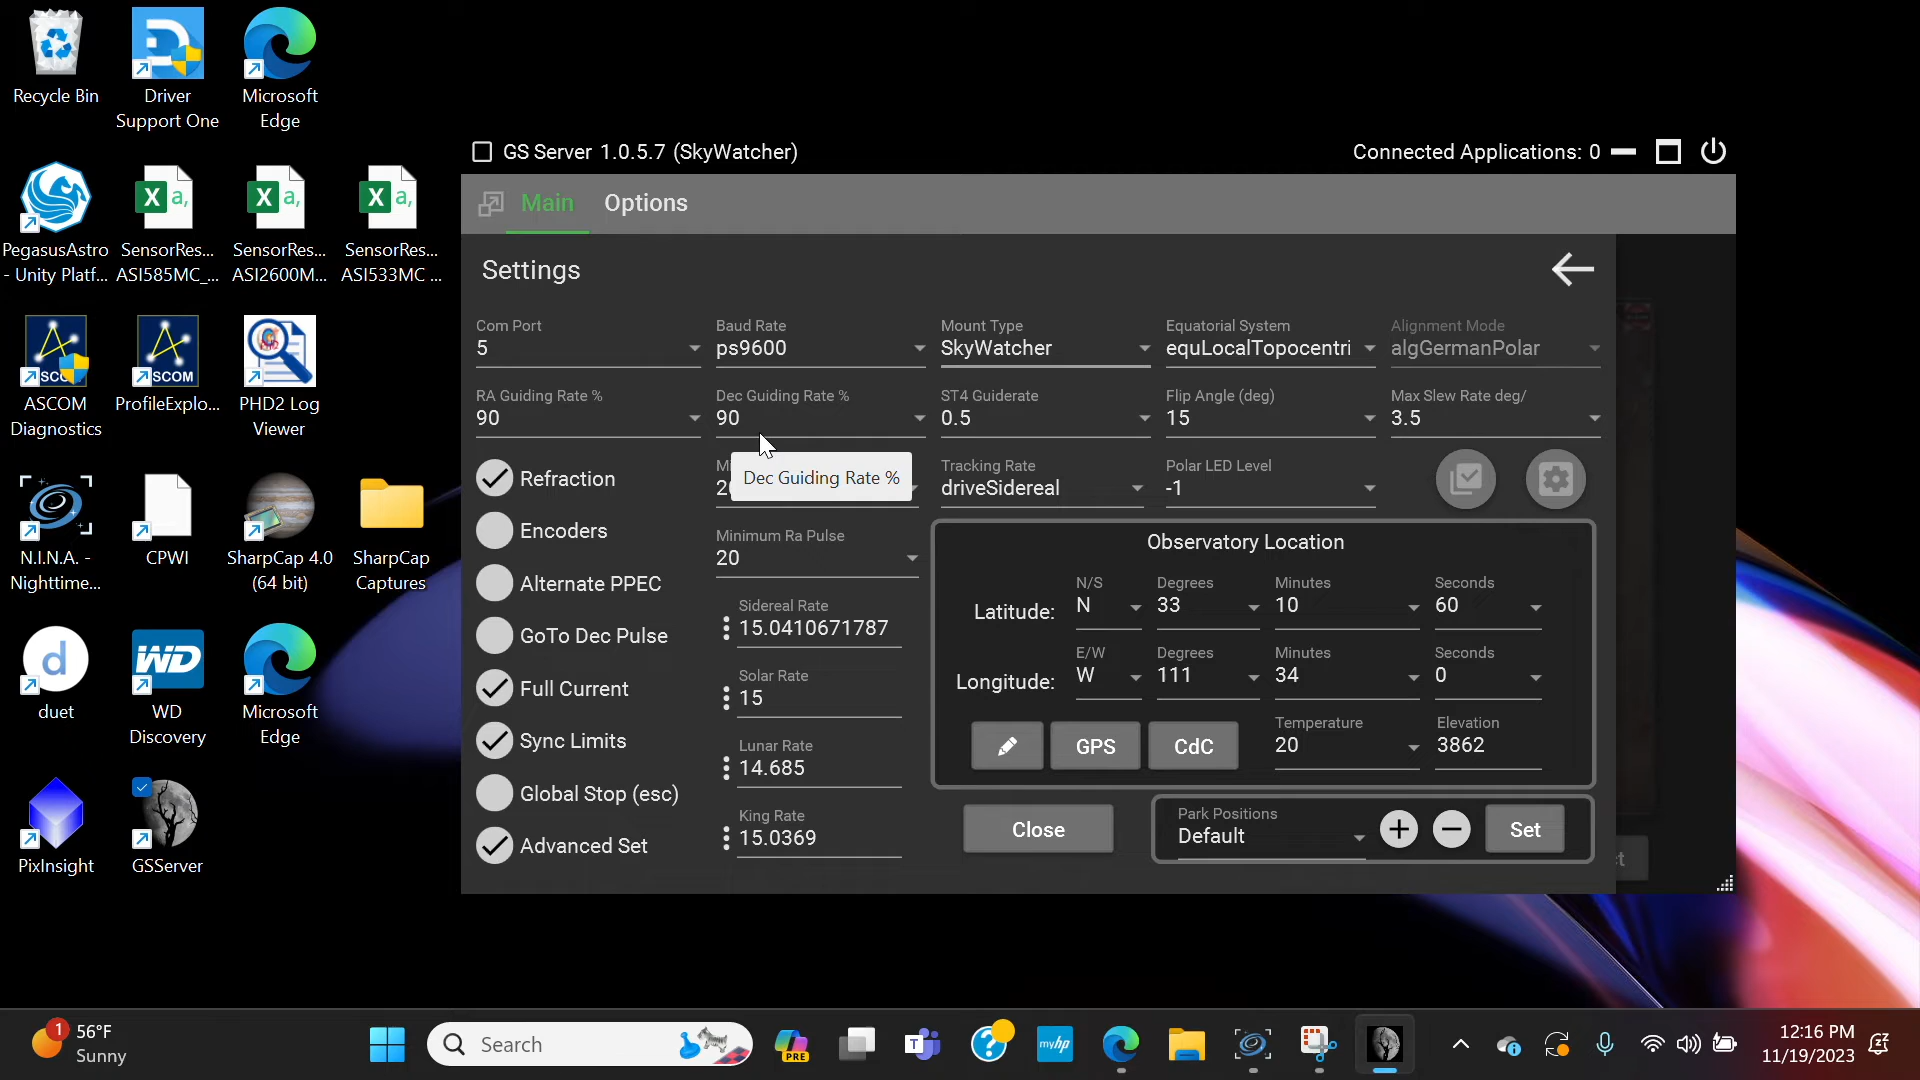 Recycle Bin
Driver
Support One
Microsoft
Edge
PegasusAstro
- Unity Platf...
SensorRes...
ASI585MC_...
SensorRes...
ASI2600M...
SensorRes...
ASI533MC ...
ASCOM
Diagnostics
ProfileExplo...
PHD2 Log
Viewer
N.I.N.A. -
Nighttime...
CPWI
SharpCap 4.0
(64 bit)
SharpCap
Captures
duet
WD
Discovery
Microsoft
Edge
PixInsight
GSServer
GS Server 1.0.5.7 (SkyWatcher)
Connected Applications: 0
Main
Options
Settings
Com Port
5
Baud Rate
ps9600
Mount Type
SkyWatcher
Equatorial System
equLocalTopocentri
Alignment Mode
algGermanPolar
RA Guiding Rate %
90
Dec Guiding Rate %
90
ST4 Guiderate
0.5
Flip Angle (deg)
15
Max Slew Rate deg/
3.5
Dec Guiding Rate %
Tracking Rate
driveSidereal
Polar LED Level
-1
Refraction
Encoders
Alternate PPEC
GoTo Dec Pulse
Full Current
Sync Limits
Global Stop (esc)
Advanced Set
Minimum Ra Pulse
20
Sidereal Rate
15.0410671787
Solar Rate
15
Lunar Rate
14.685
King Rate
15.0369
Observatory Location
Latitude:
N/S
N
Degrees
33
Minutes
10
Seconds
60
Longitude:
E/W
W
Degrees
111
Minutes
34
Seconds
0
GPS
CdC
Temperature
20
Elevation
3862
Close
Park Positions
Default
Set
1
56°F
Sunny
Search
PRE
myhp
12:16 PM
11/19/2023